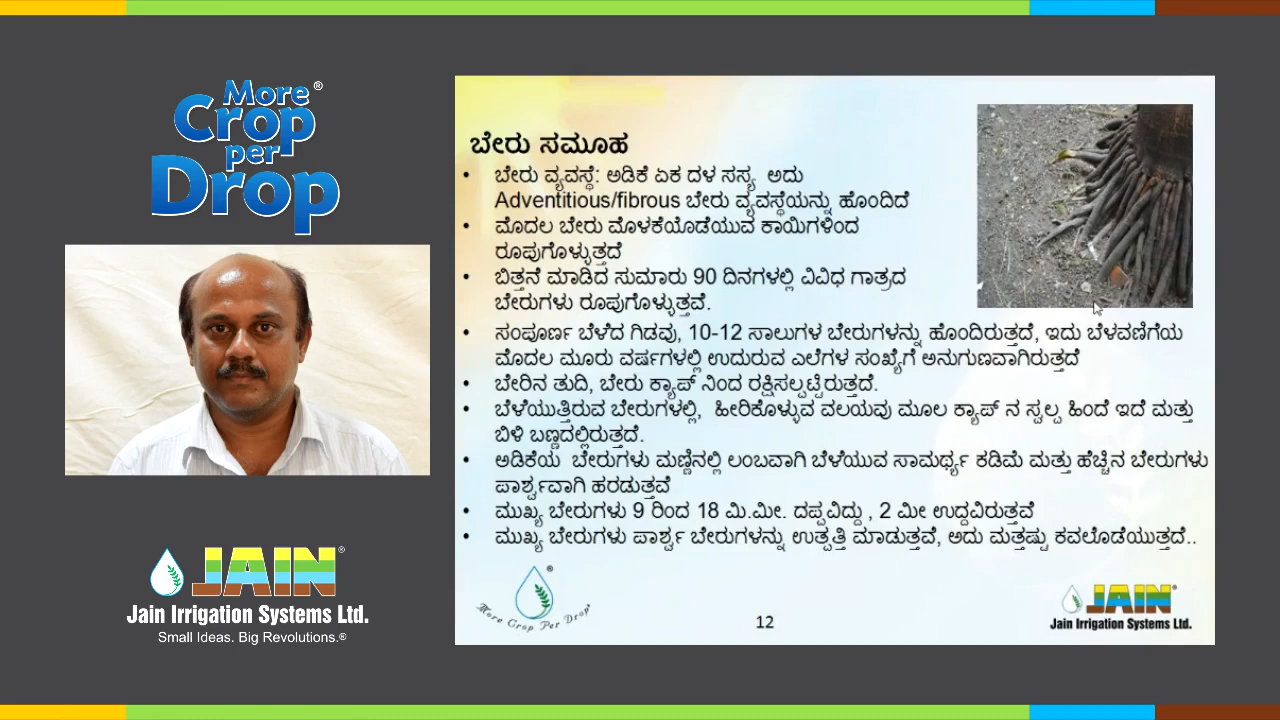 More®
Crop
per
Drop
JAIN®
Jain Irrigation Systems Ltd.
Small Ideas. Big Revolutions.®
ಬೇರು ಸಮೂಹ
• ಬೇರು ವ್ಯವಸ್ಥೆ: ಅಡಿಕೆ ಏಕ ದಳ ಸಸ್ಯ ಅದು
Adventitious/fibrous ಬೇರು ವ್ಯವಸ್ಥೆಯನ್ನು ಹೊಂದಿದೆ
• ಮೊದಲ ಬೇರು ಮೊಳಕೆಯೊಡೆಯುವ ಕಾಯಿಗಳಿಂದ
ರೂಪುಗೊಳ್ಳುತ್ತದೆ
• ಬಿತ್ತನೆ ಮಾಡಿದ ಸುಮಾರು 90 ದಿನಗಳಲ್ಲಿ ವಿವಿಧ ಗಾತ್ರದ
ಬೇರುಗಳು ರೂಪುಗೊಳ್ಳುತ್ತವೆ.
• ಸಂಪೂರ್ಣ ಬೆಳೆದ ಗಿಡವು, 10-12 ಸಾಲುಗಳ ಬೇರುಗಳನ್ನು ಹೊಂದಿರುತ್ತದೆ, ಇದು ಬೆಳವಣಿಗೆಯ
ಮೊದಲ ಮೂರು ವರ್ಷಗಳಲ್ಲಿ ಉದುರುವ ಎಲೆಗಳ ಸಂಖ್ಯೆಗೆ ಅನುಗುಣವಾಗಿರುತ್ತದೆ
• ಬೇರಿನ ತುದಿ, ಬೇರು ಕ್ಯಾಪ್ ನಿಂದ ರಕ್ಷಿಸಲ್ಪಟ್ಟಿರುತ್ತದೆ.
• ಬೆಳೆಯುತ್ತಿರುವ ಬೇರುಗಳಲ್ಲಿ, ಹೀರಿಕೊಳ್ಳುವ ವಲಯವು ಮೂಲ ಕ್ಯಾಪ್ ನ ಸ್ವಲ್ಪ ಹಿಂದೆ ಇದೆ ಮತ್ತು
ಬಿಳಿ ಬಣ್ಣದಲ್ಲಿರುತ್ತದೆ.
• ಅಡಿಕೆಯ ಬೇರುಗಳು ಮಣ್ಣಿನಲ್ಲಿ ಲಂಬವಾಗಿ ಬೆಳೆಯುವ ಸಾಮರ್ಥ್ಯ ಕಡಿಮೆ ಮತ್ತು ಹೆಚ್ಚಿನ ಬೇರುಗಳು
ಪಾರ್ಶ್ವವಾಗಿ ಹರಡುತ್ತವೆ
• ಮುಖ್ಯ ಬೇರುಗಳು 9 ರಿಂದ 18 ಮಿ.ಮೀ. ದಪ್ಪವಿದ್ದು , 2 ಮೀ ಉದ್ದವಿರುತ್ತವೆ
• ಮುಖ್ಯ ಬೇರುಗಳು ಪಾರ್ಶ್ವ ಬೇರುಗಳನ್ನು ಉತ್ಪತ್ತಿ ಮಾಡುತ್ತವೆ, ಅದು ಮತ್ತಷ್ಟು ಕವಲೊಡೆಯುತ್ತದೆ..
More Crop Per Drop®
12
JAIN®
Jain Irrigation Systems Ltd.